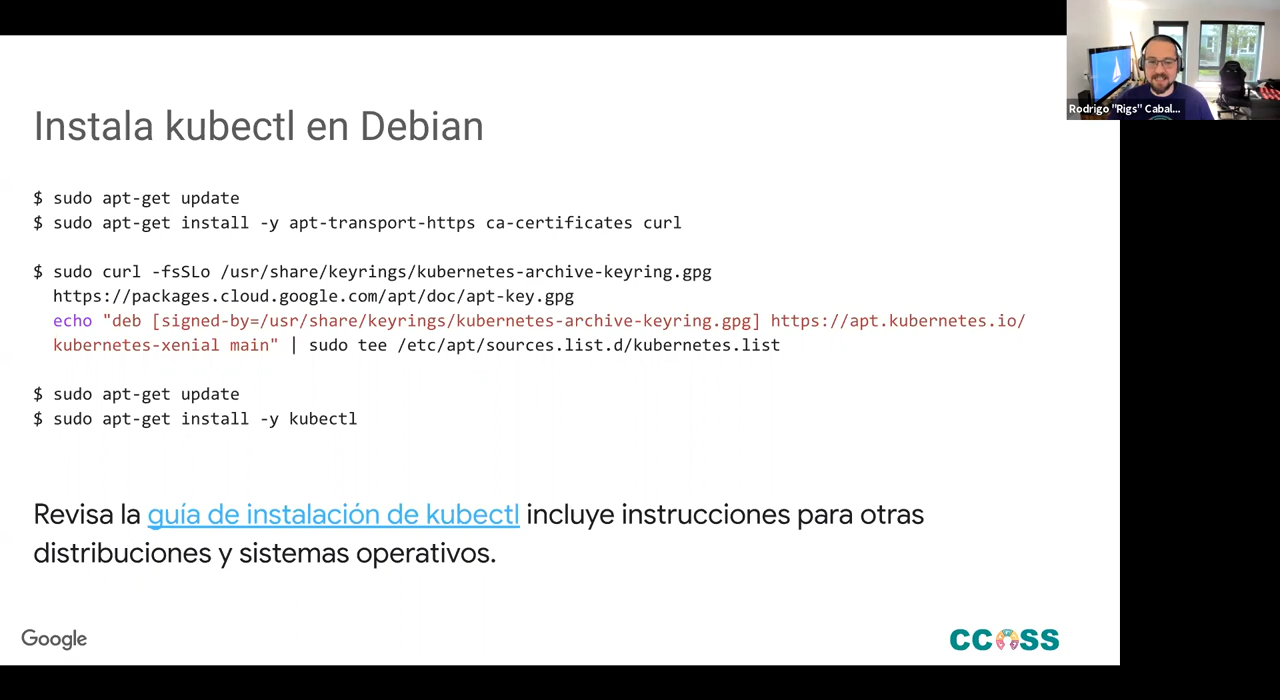 Instala kubectl en Debian
$ sudo apt-get update
$ sudo apt-get install -y apt-transport-https ca-certificates curl
$ sudo curl -fsSLo /usr/share/keyrings/kubernetes-archive-keyring.gpg
https://packages.cloud.google.com/apt/doc/apt-key.gpg
echo "deb [signed-by=/usr/share/keyrings/kubernetes-archive-keyring.gpg] https://apt.kubernetes.io/
kubernetes-xenial main" | sudo tee /etc/apt/sources.list.d/kubernetes.list
$ sudo apt-get update
$ sudo apt-get install -y kubectl
Revisa la guía de instalación de kubectl incluye instrucciones para otras
distribuciones y sistemas operativos.
Google
CCOSS
Rodrigo "Rigs" Cabal...